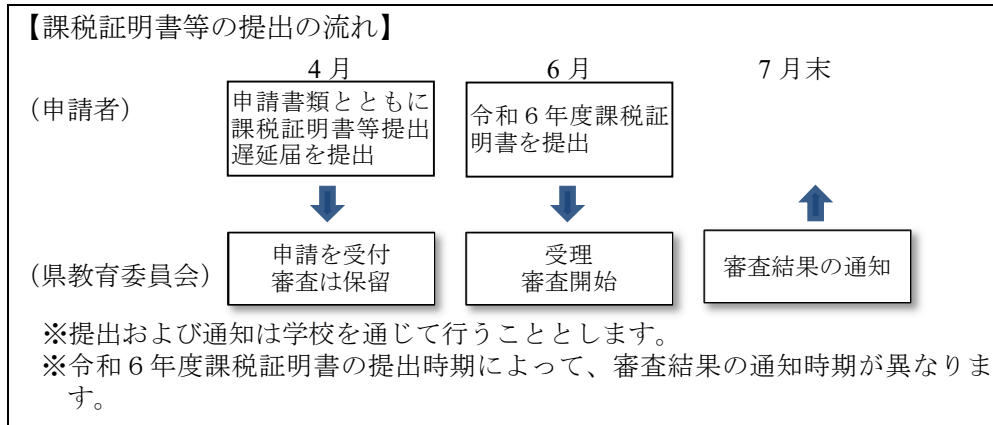 【課税証明書等の提出の流れ】
4月 6月 7月末
(申請者)
申請書類とともに
課税証明書等提出
遅延届を提出
令和6年度課税証
明書を提出
(県教育委員会)
申請を受付
審査は保留
受理
審査開始
審査結果の通知
※提出および通知は学校を通じて行うこととします。
※令和6年度課税証明書の提出時期によって、審査結果の通知時期が異なりま
す。